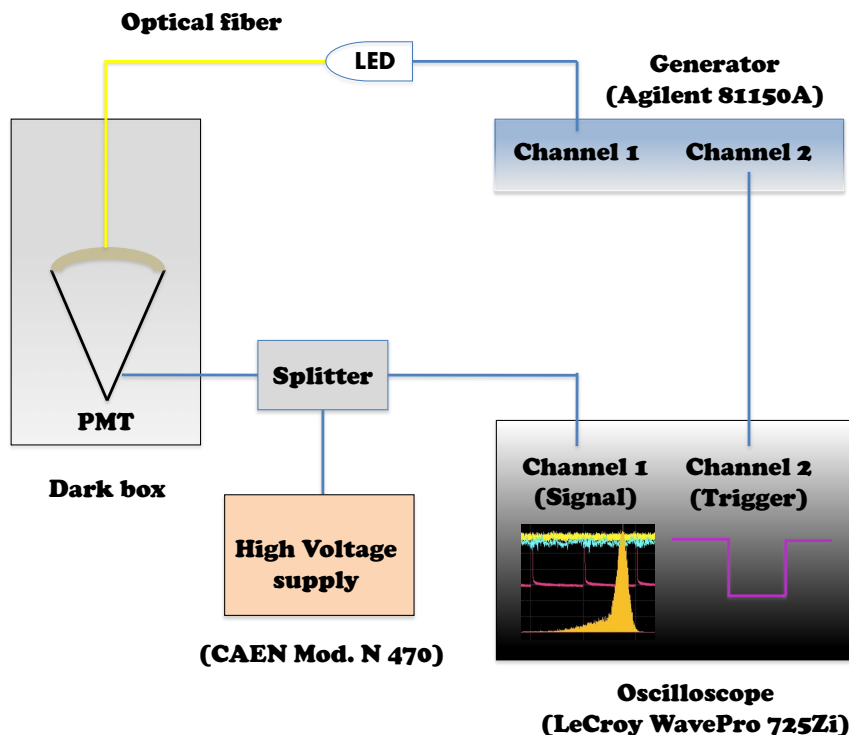 Optical fiber
LED
Generator
(Agilent 81150A)
Channel 1
Channel 2
PMT
Splitter
Dark box
High Voltage
supply
(CAEN Mod. N 470)
Channel 1
(Signal)
Channel 2
(Trigger)
Oscilloscope
(LeCroy WavePro 725Zi)